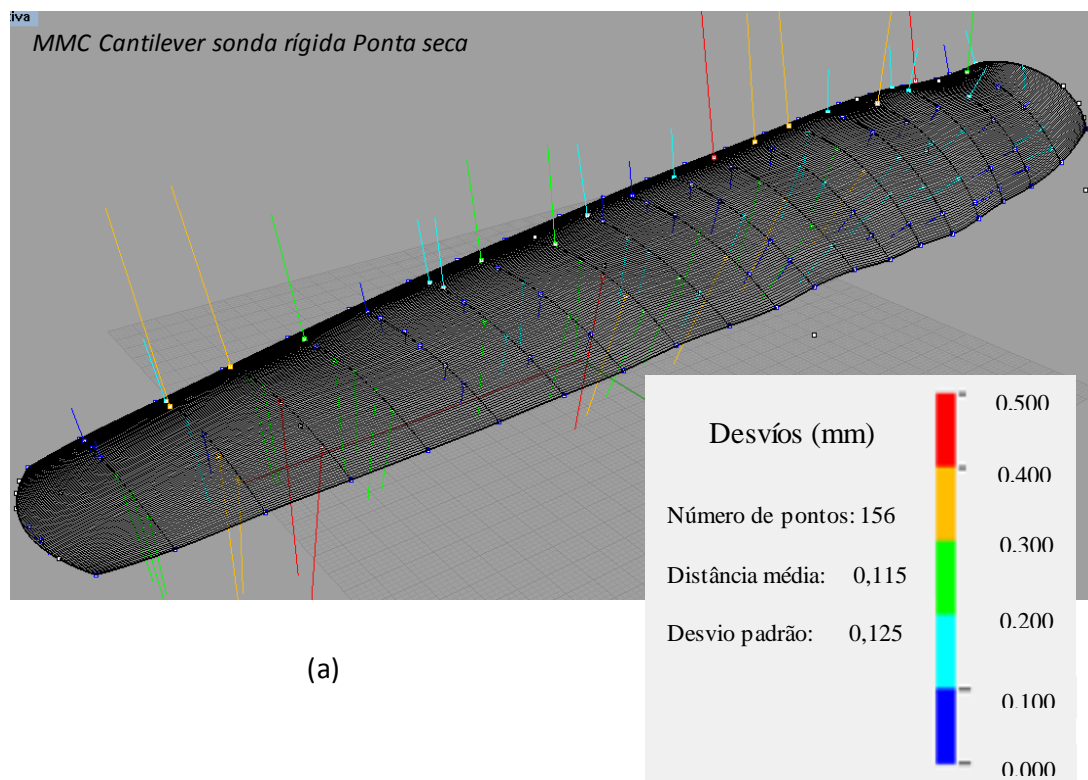 tiva
MMC Cantilever sonda rígida Ponta seca
Desvíos (mm)
Número de pontos: 156
Distância média: 0,115
Desvio padrão: 0,125
0.500
0.400
0.300
0.200
0.100
0.000
(a)